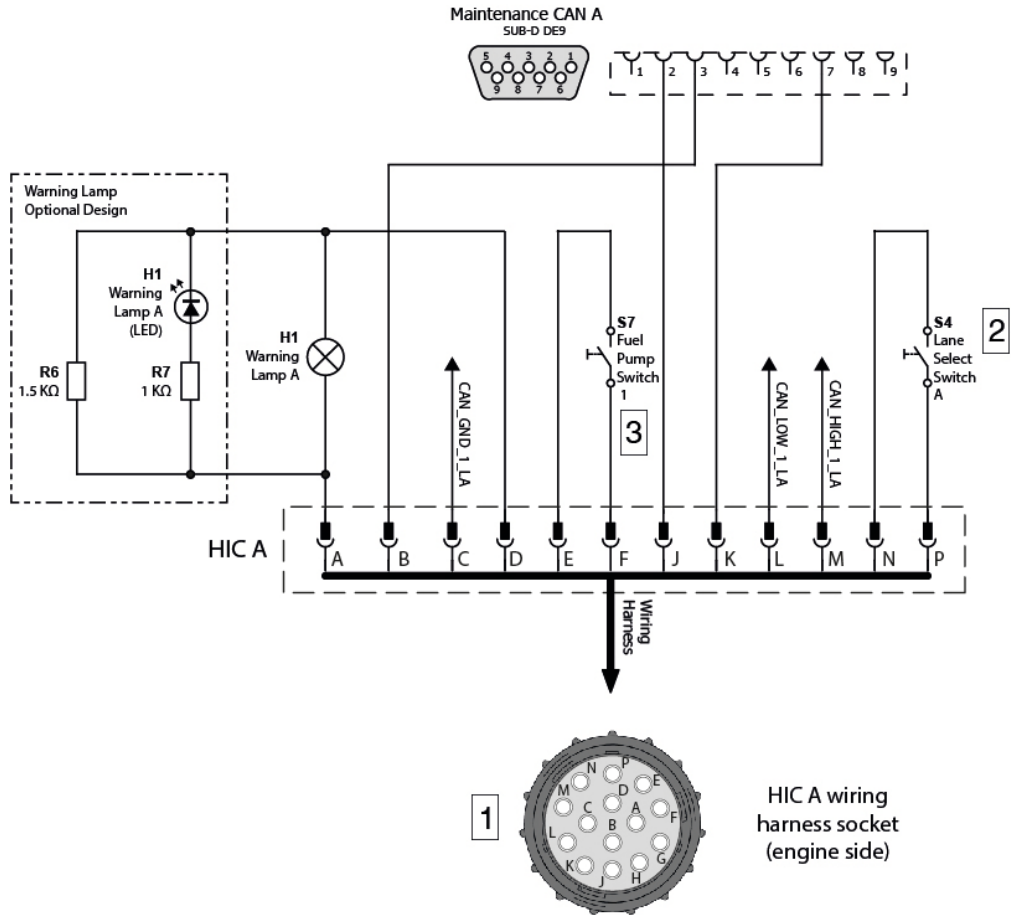 Maintenance CAN A
SUB-D DE9
5 4 3 2 1
9 8 7 6
1 2 3 4 5 6 7 8 9
Warning Lamp
Optional Design
H1
Warning
Lamp A
(LED)
R6
1.5 KΩ
R7
1 KΩ
H1
Warning
Lamp A
CAN_GND_1_LA
S7
Fuel
Pump
Switch
1
3
CAN_LOW_1_LA
CAN_HIGH_1_LA
S4
Lane
Select
Switch
A
2
HIC A
A B C D E F J K L M N P
Wiring
Harness
1
N P E
M D
C A F
B
L
K J H G
HIC A wiring
harness socket
(engine side)